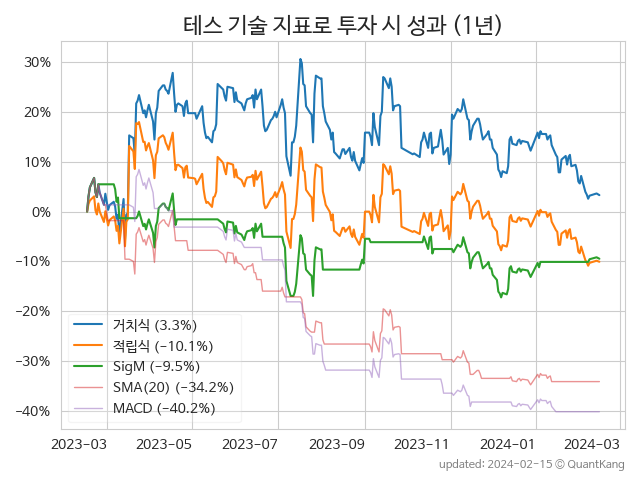 테스 기술 지표로 투자 시 성과 (1년)
30%
20%
10%
0%
−10%
−20%
−30%
−40%
거치식 (3.3%)
적립식 (−10.1%)
SigM (−9.5%)
SMA(20) (−34.2%)
MACD (−40.2%)
2023-03 2023-05 2023-07 2023-09 2023-11 2024-01 2024-03
updated: 2024-02-15 © QuantKang